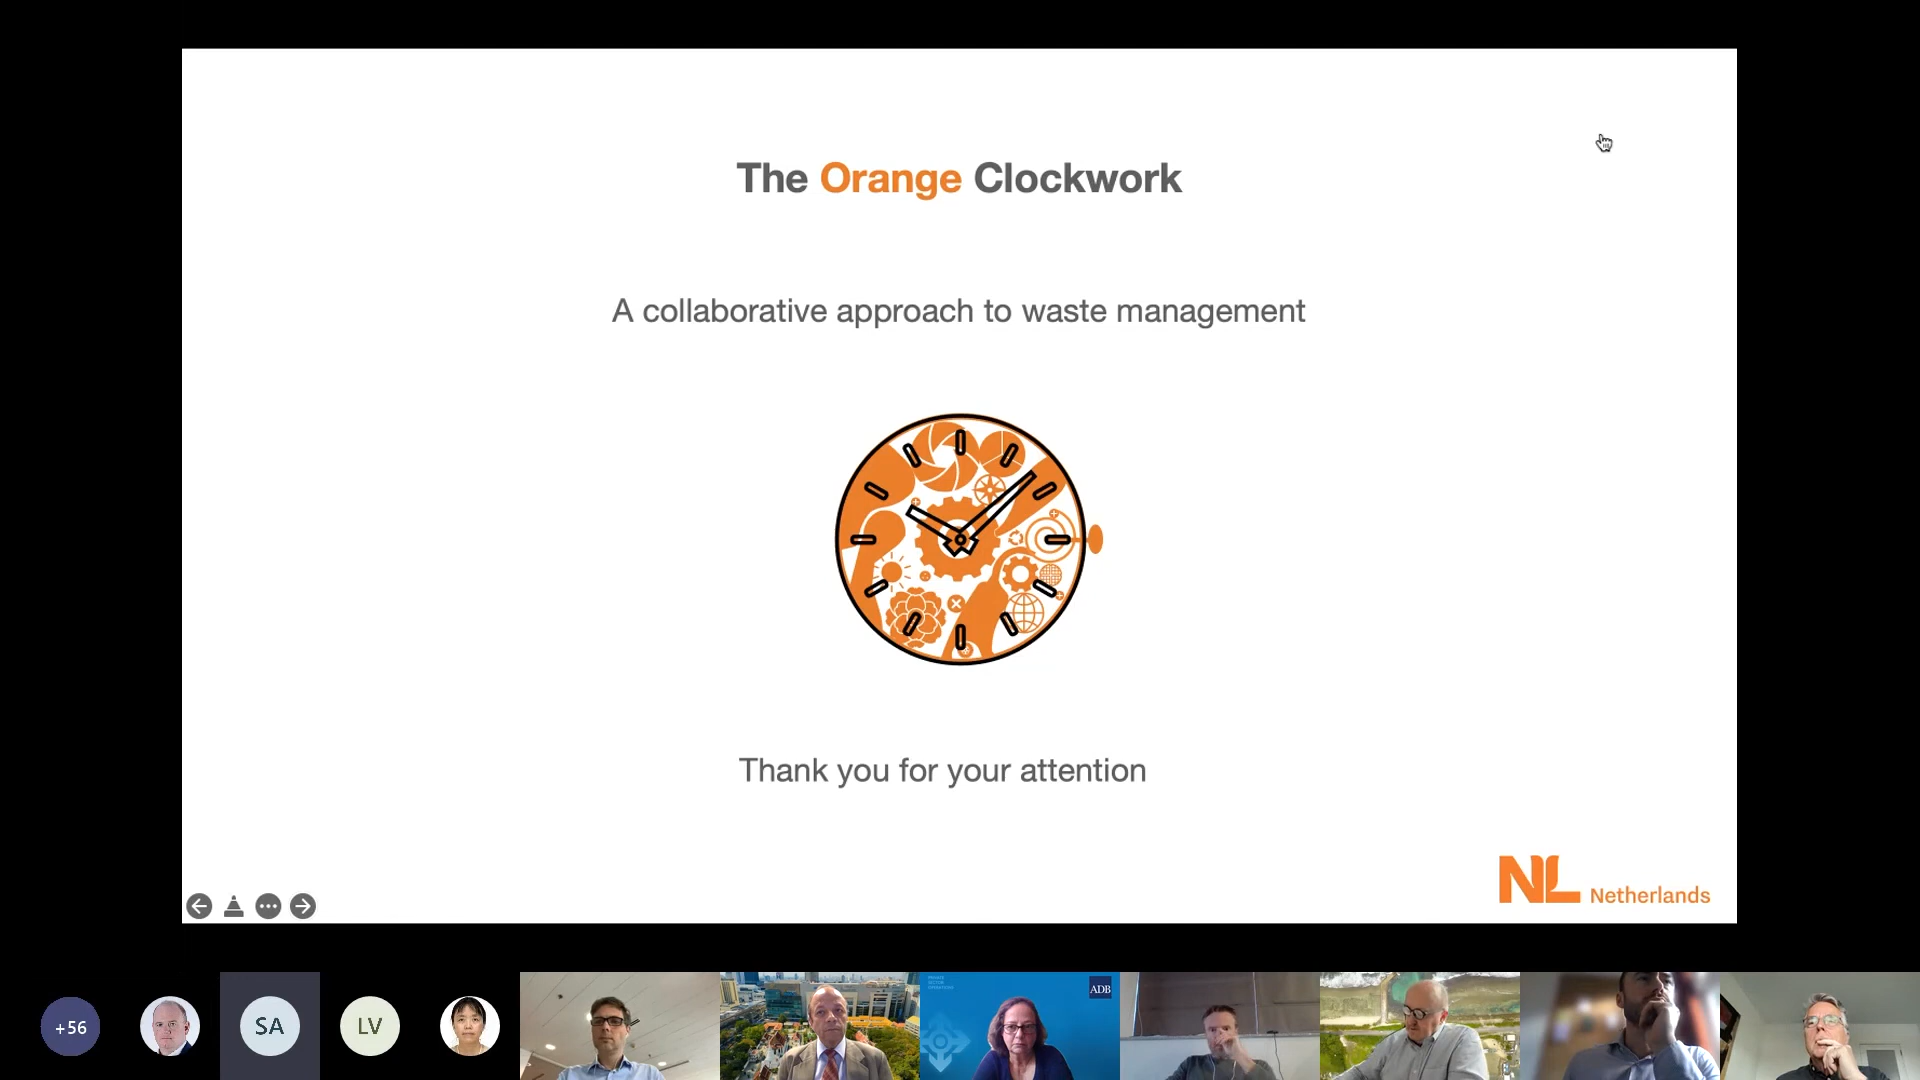 The Orange Clockwork
A collaborative approach to waste management
Thank you for your attention
NL Netherlands
+56
SA
LV
ADB